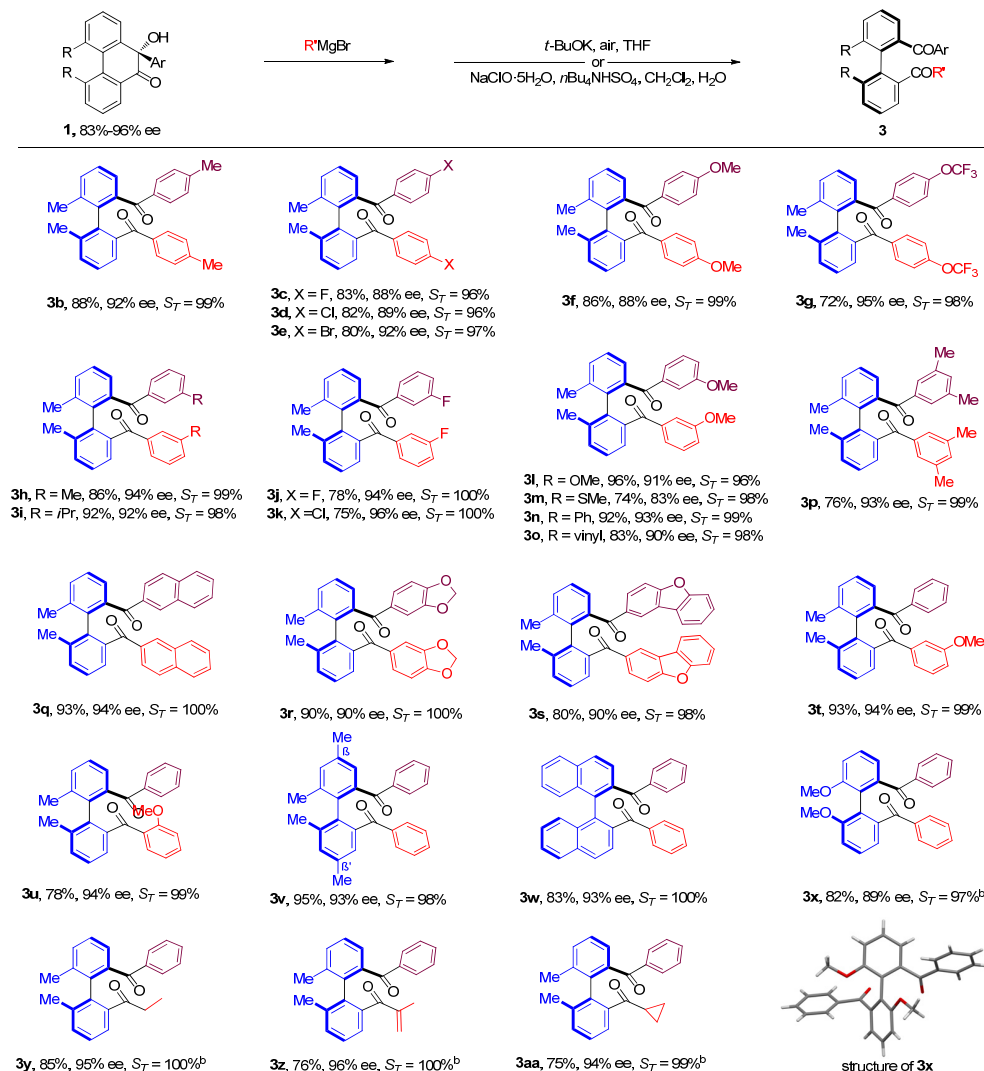 OH
R
Ar
R
O
R'MgBr
t-BuOK, air, THF
or
NaClO·5H2O, nBu4NHSO4, CH2Cl2, H2O
R
COAr
R
COR'
1, 83%-96% ee
3
Me
Me
O
Me
O
Me
3b, 88%, 92% ee, ST = 99%
X
Me
O
Me
O
X
3c, X = F, 83%, 88% ee, ST = 96%
3d, X = Cl, 82%, 89% ee, ST = 96%
3e, X = Br, 80%, 92% ee, ST = 97%
OMe
Me
O
Me
O
OMe
3f, 86%, 88% ee, ST = 99%
OCF3
Me
O
Me
O
OCF3
3g, 72%, 95% ee, ST = 98%
Me
O
R
Me
O
R
3h, R = Me, 86%, 94% ee, ST = 99%
3i, R = iPr, 92%, 92% ee, ST = 98%
Me
O
F
Me
O
F
3j, X = F, 78%, 94% ee, ST = 100%
3k, X =Cl, 75%, 96% ee, ST = 100%
Me
O
OMe
Me
O
OMe
3l, R = OMe, 96%, 91% ee, ST = 96%
3m, R = SMe, 74%, 83% ee, ST = 98%
3n, R = Ph, 92%, 93% ee, ST = 99%
3o, R = vinyl, 83%, 90% ee, ST = 98%
Me
Me
O
Me
Me
O
Me
Me
3p, 76%, 93% ee, ST = 99%
Me
O
Me
O
3q, 93%, 94% ee, ST = 100%
O
O
Me
O
Me
O
O
O
3r, 90%, 90% ee, ST = 100%
O
Me
O
Me
O
O
3s, 80%, 90% ee, ST = 98%
Me
O
Me
O
OMe
3t, 93%, 94% ee, ST = 99%
Me
O
Me
O
MeO
3u, 78%, 94% ee, ST = 99%
Me
ß
Me
O
Me
O
ß'
Me
3v, 95%, 93% ee, ST = 98%
O
O
3w, 83%, 93% ee, ST = 100%
MeO
O
MeO
O
3x, 82%, 89% ee, ST = 97%b
Me
O
Me
O
3y, 85%, 95% ee, ST = 100%b
Me
O
Me
O
3z, 76%, 96% ee, ST = 100%b
Me
O
Me
O
3aa, 75%, 94% ee, ST = 99%b
structure of 3x